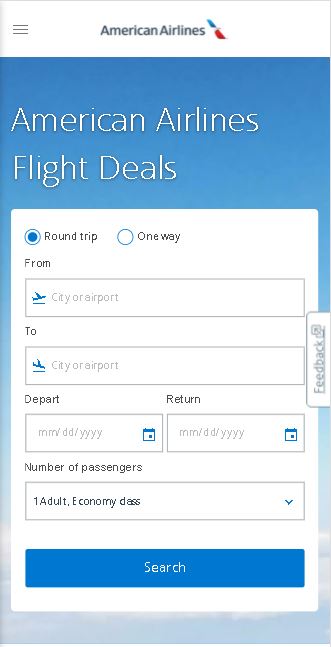 American Airlines
American Airlines
Flight Deals
Round trip
One way
From
City or airport
To
City or airport
Depart
Return
mm/dd/yyyy
mm/dd/yyyy
Number of passengers
1 Adult, Economy class
Search
Feedback